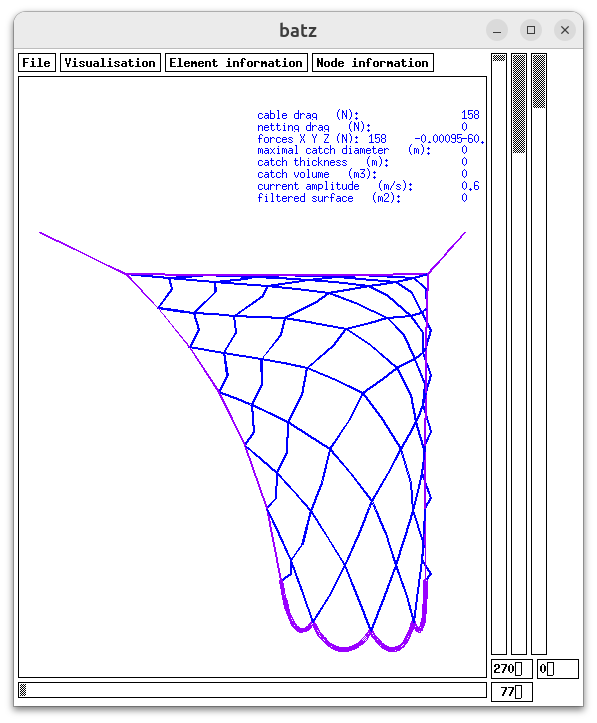 batz
File Visualisation Element information Node information
cable drag (N): 158
netting drag (N): 0
forces X Y Z (N): 158 -0.00095-60.
maximal catch diameter (m): 0
catch thickness (m): 0
catch volume (m3): 0
current amplitude (m/s): 0.6
filtered surface (m2): 0
270 0
77